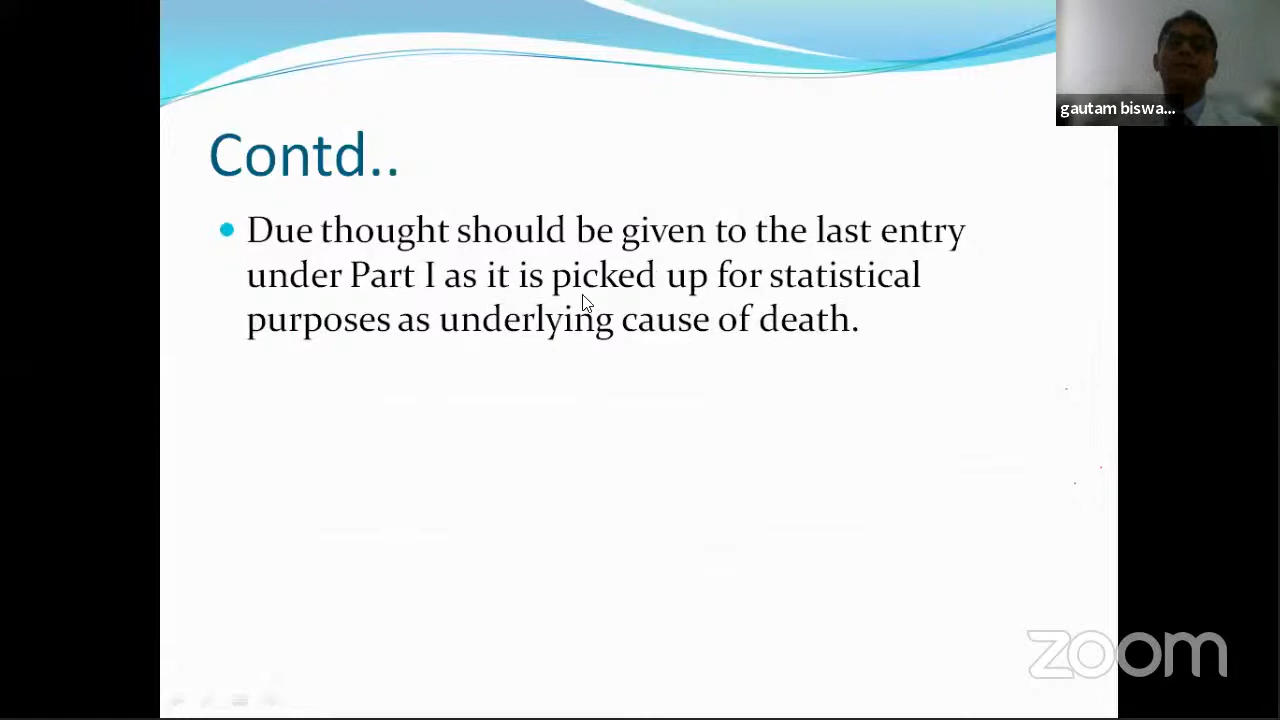 gautam biswa...
Contd..
Due thought should be given to the last entry
under Part I as it is picked up for statistical
purposes as underlying cause of death.
zoom